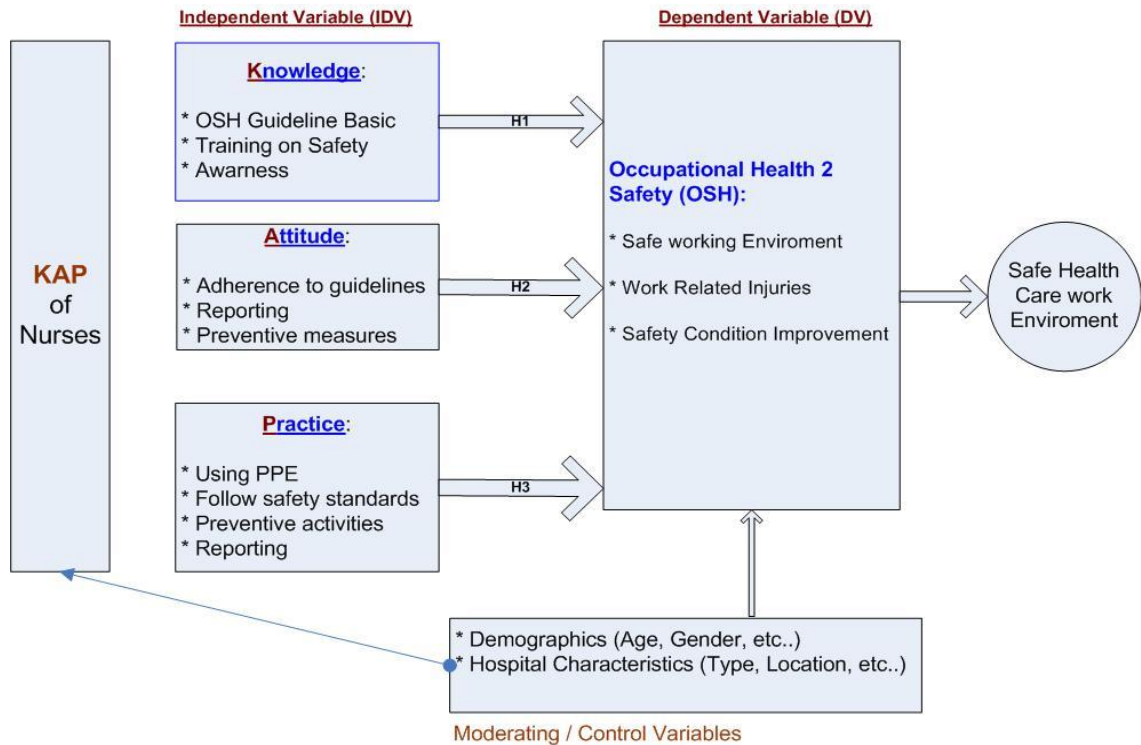 Independent Variable (IDV)
Dependent Variable (DV)
KAP
of
Nurses
Knowledge:
* OSH Guideline Basic
* Training on Safety
* Awarness
H1
Attitude:
* Adherence to guidelines
* Reporting
* Preventive measures
H2
Practice:
* Using PPE
* Follow safety standards
* Preventive activities
* Reporting
H3
Occupational Health 2
Safety (OSH):
* Safe working Enviroment
* Work Related Injuries
* Safety Condition Improvement
Safe Health
Care work
Enviroment
* Demographics (Age, Gender, etc..)
* Hospital Characteristics (Type, Location, etc..)
Moderating / Control Variables